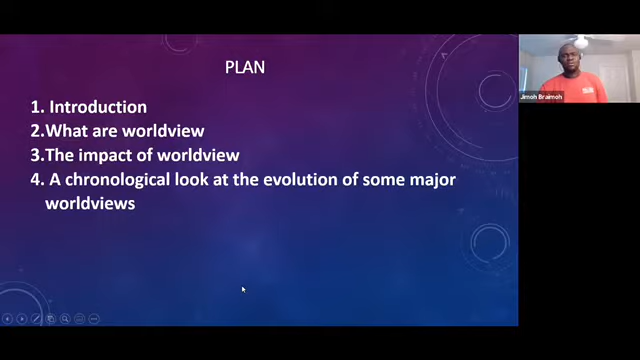 PLAN
1. Introduction
2.What are worldview
3.The impact of worldview
4. A chronological look at the evolution of some major
worldviews
Jimoh Braimoh